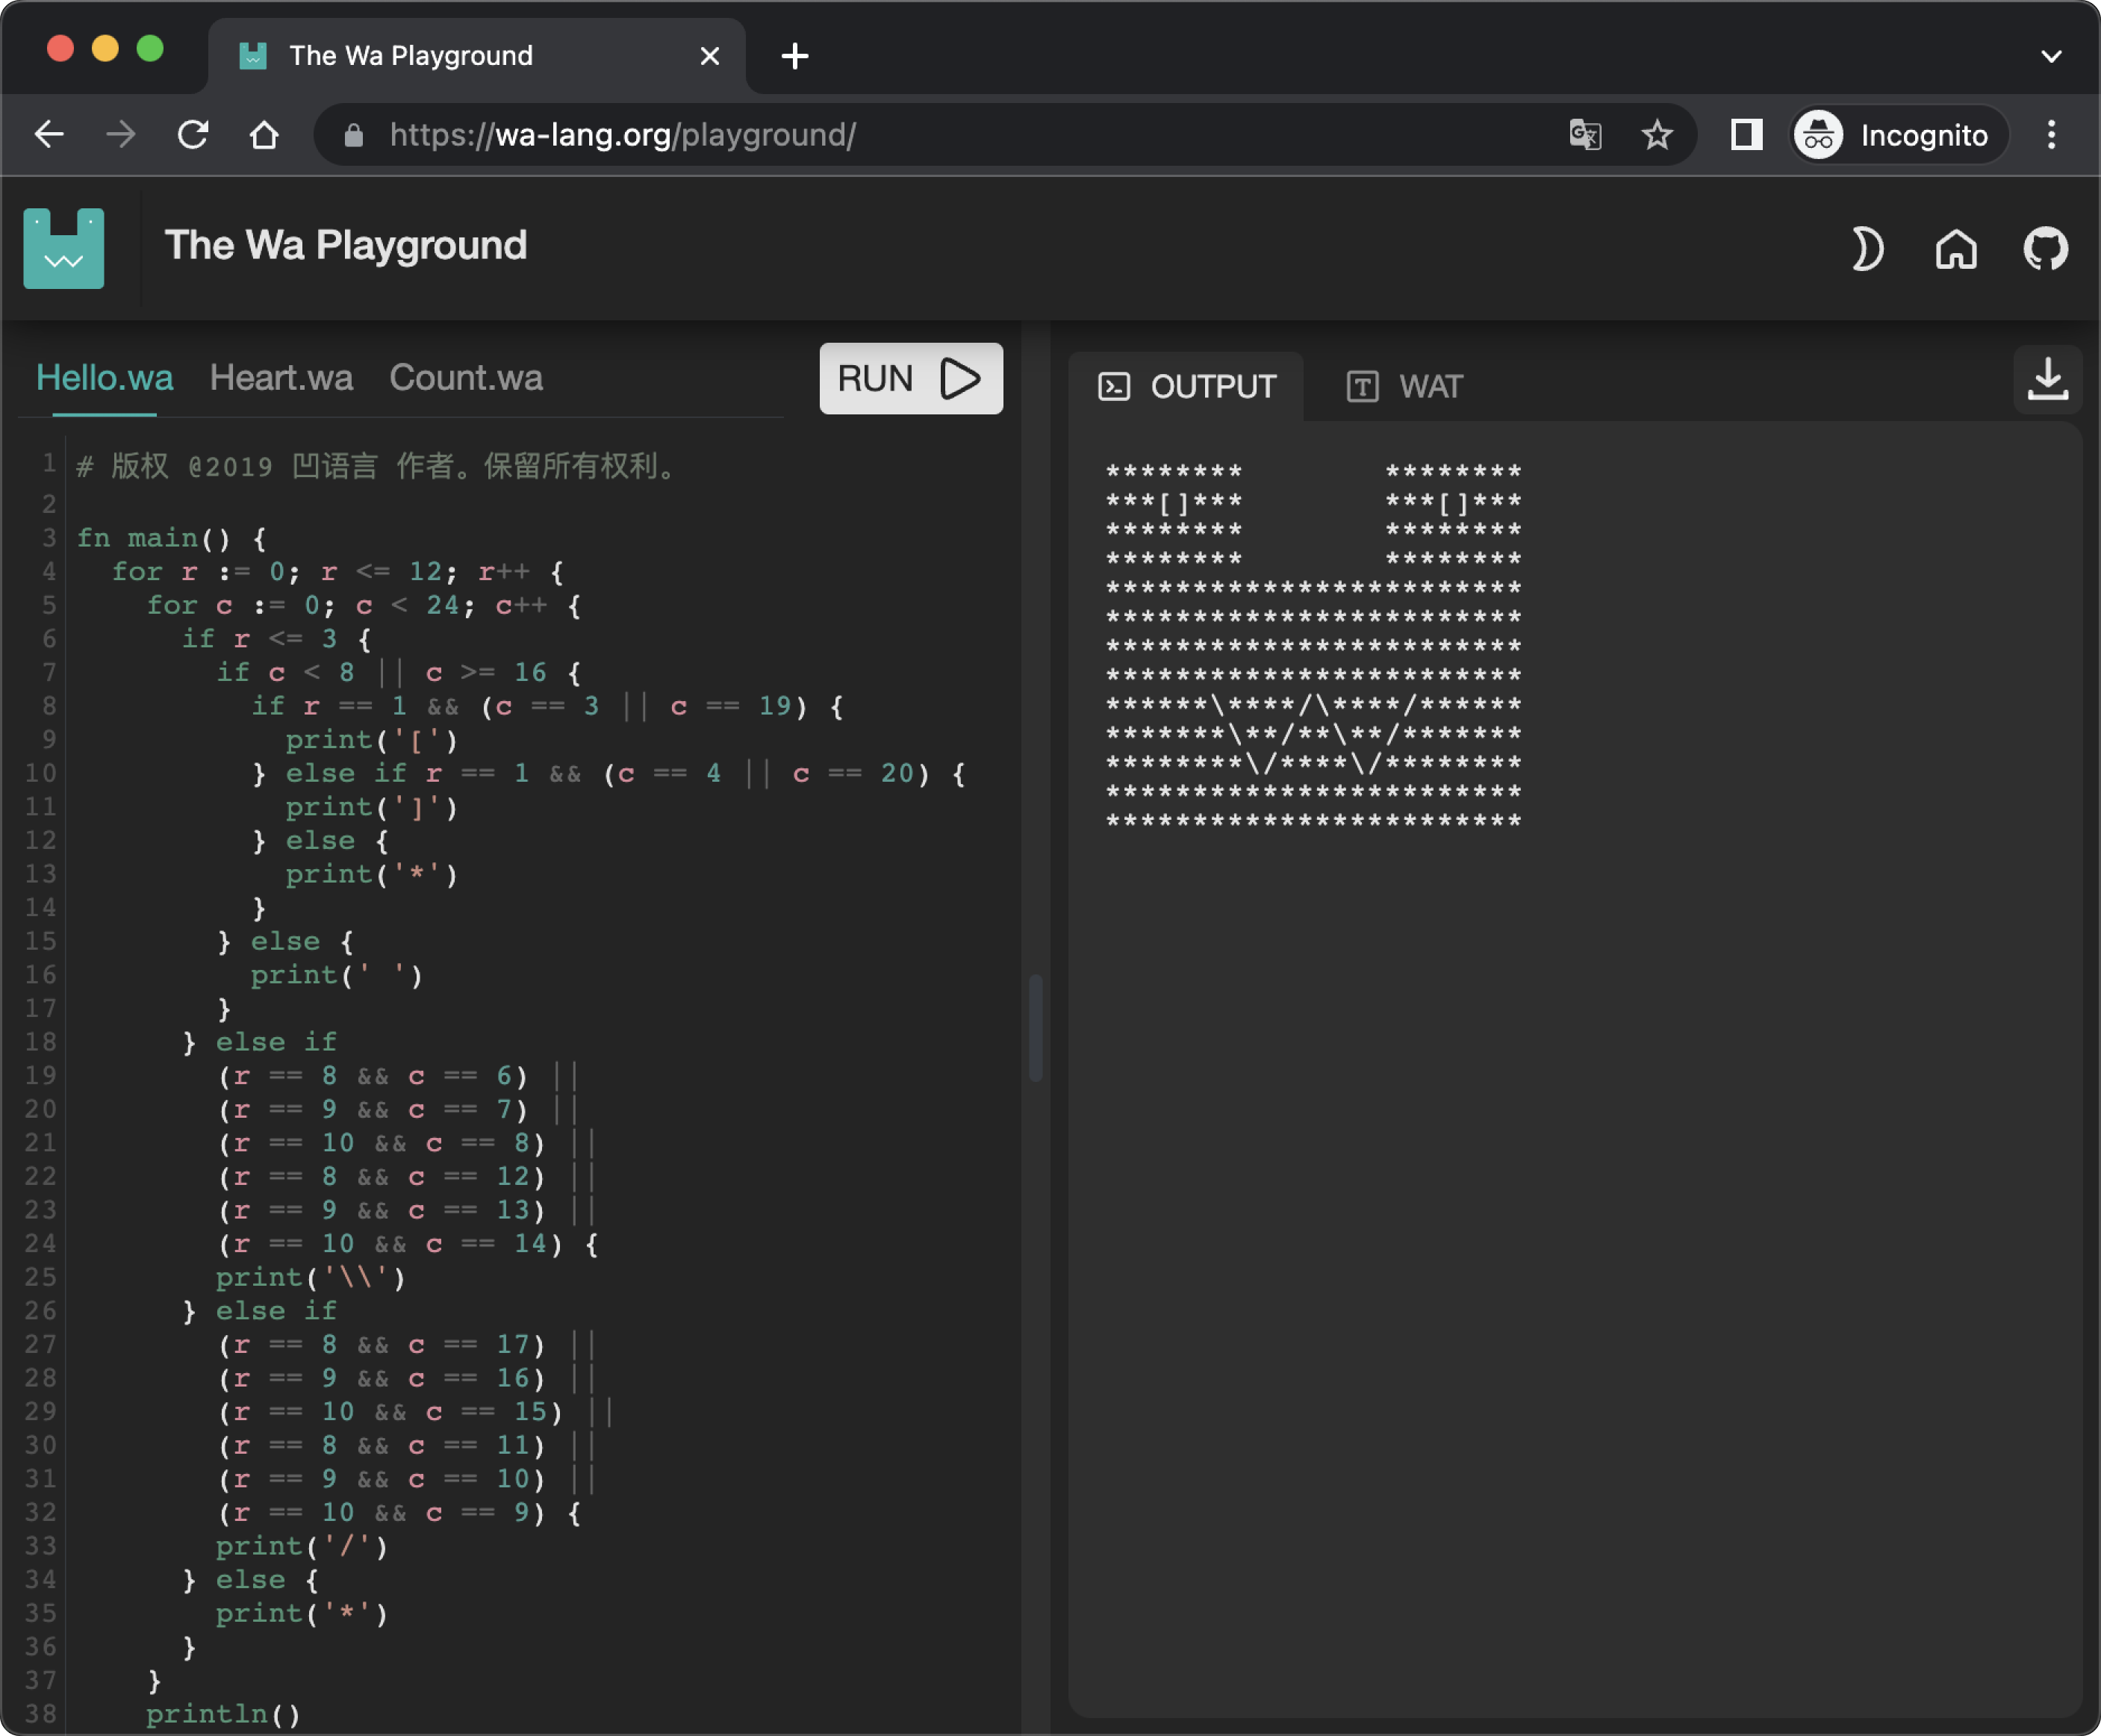 The Wa Playground
https://wa-lang.org/playground/
Incognito
The Wa Playground
Hello.wa Heart.wa Count.wa
RUN
1 # 版权 @2019 凹语言 作者。保留所有权利。
2
3 fn main() {
4   for r := 0; r <= 12; r++ {
5     for c := 0; c < 24; c++ {
6       if r <= 3 {
7         if c < 8 || c >= 16 {
8           if r == 1 && (c == 3 || c == 19) {
9             print('[')
10           } else if r == 1 && (c == 4 || c == 20) {
11             print(']')
12           } else {
13             print('*')
14           }
15         } else {
16           print(' ')
17         }
18       } else if
19         (r == 8 && c == 6) ||
20         (r == 9 && c == 7) ||
21         (r == 10 && c == 8) ||
22         (r == 8 && c == 12) ||
23         (r == 9 && c == 13) ||
24         (r == 10 && c == 14) {
25         print('\\')
26       } else if
27         (r == 8 && c == 17) ||
28         (r == 9 && c == 16) ||
29         (r == 10 && c == 15) ||
30         (r == 8 && c == 11) ||
31         (r == 9 && c == 10) ||
32         (r == 10 && c == 9) {
33         print('/')
34       } else {
35         print('*')
36       }
37     }
38     println()
OUTPUT
T WAT
********        ********
***[]***        ***[]***
********        ********
********        ********
************************
************************
************************
************************
******\****/\****/******
*******\**/**\**/*******
********\/****\/********
************************
************************